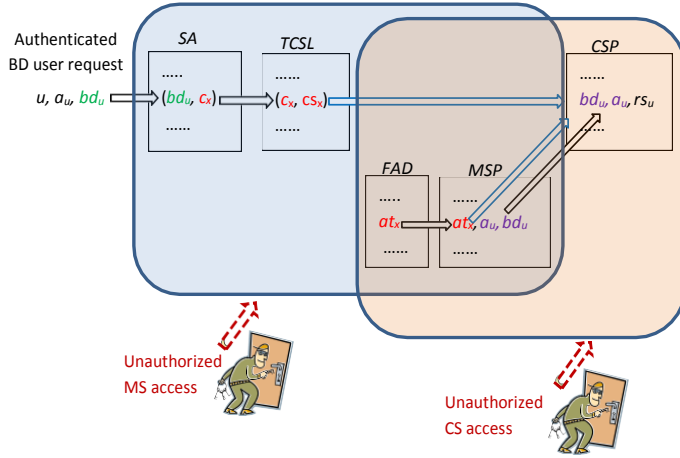 Authenticated
BD user request
u, aᵤ, bdᵤ
SA
.....
(bdᵤ, cₓ)
......
TCSL
......
(cₓ, csₓ)
......
CSP
......
bdᵤ, aᵤ, rsᵤ
......
FAD
.....
atₓ
......
MSP
......
atₓ, aᵤ, bdᵤ
......
Unauthorized
MS access
Unauthorized
CS access